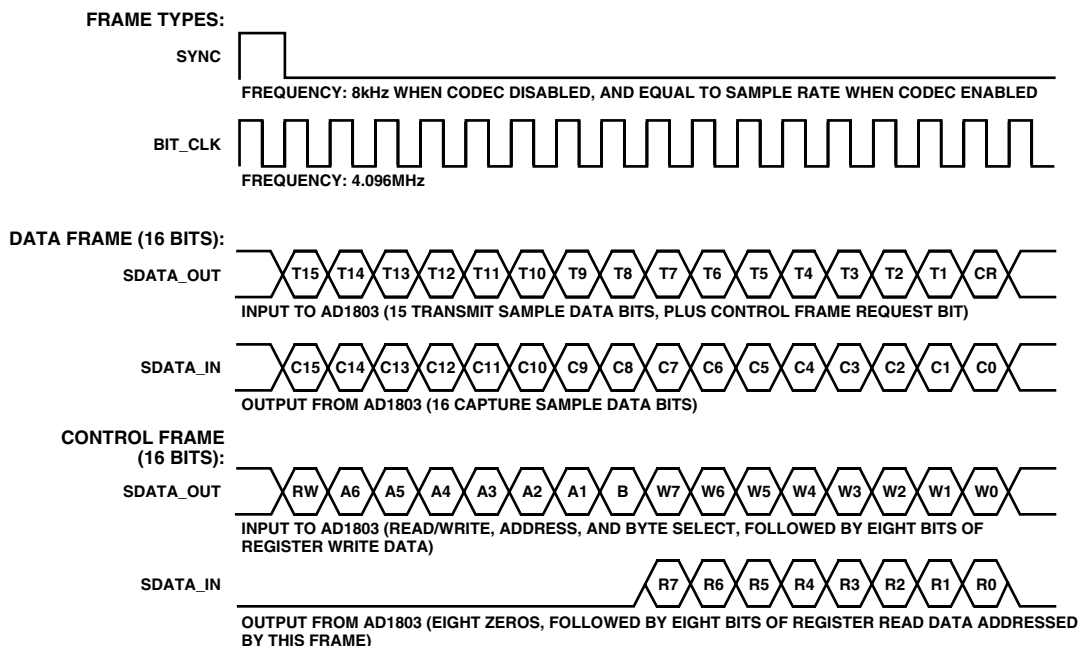 FRAME TYPES:
SYNC
FREQUENCY: 8kHz WHEN CODEC DISABLED, AND EQUAL TO SAMPLE RATE WHEN CODEC ENABLED
BIT_CLK
FREQUENCY: 4.096MHz
DATA FRAME (16 BITS):
SDATA_OUT
T15 T14 T13 T12 T11 T10 T9 T8 T7 T6 T5 T4 T3 T2 T1 CR
INPUT TO AD1803 (15 TRANSMIT SAMPLE DATA BITS, PLUS CONTROL FRAME REQUEST BIT)
SDATA_IN
C15 C14 C13 C12 C11 C10 C9 C8 C7 C6 C5 C4 C3 C2 C1 C0
OUTPUT FROM AD1803 (16 CAPTURE SAMPLE DATA BITS)
CONTROL FRAME
(16 BITS):
SDATA_OUT
RW A6 A5 A4 A3 A2 A1 B W7 W6 W5 W4 W3 W2 W1 W0
INPUT TO AD1803 (READ/WRITE, ADDRESS, AND BYTE SELECT, FOLLOWED BY EIGHT BITS OF
REGISTER WRITE DATA)
SDATA_IN
R7 R6 R5 R4 R3 R2 R1 R0
OUTPUT FROM AD1803 (EIGHT ZEROS, FOLLOWED BY EIGHT BITS OF REGISTER READ DATA ADDRESSED
BY THIS FRAME)